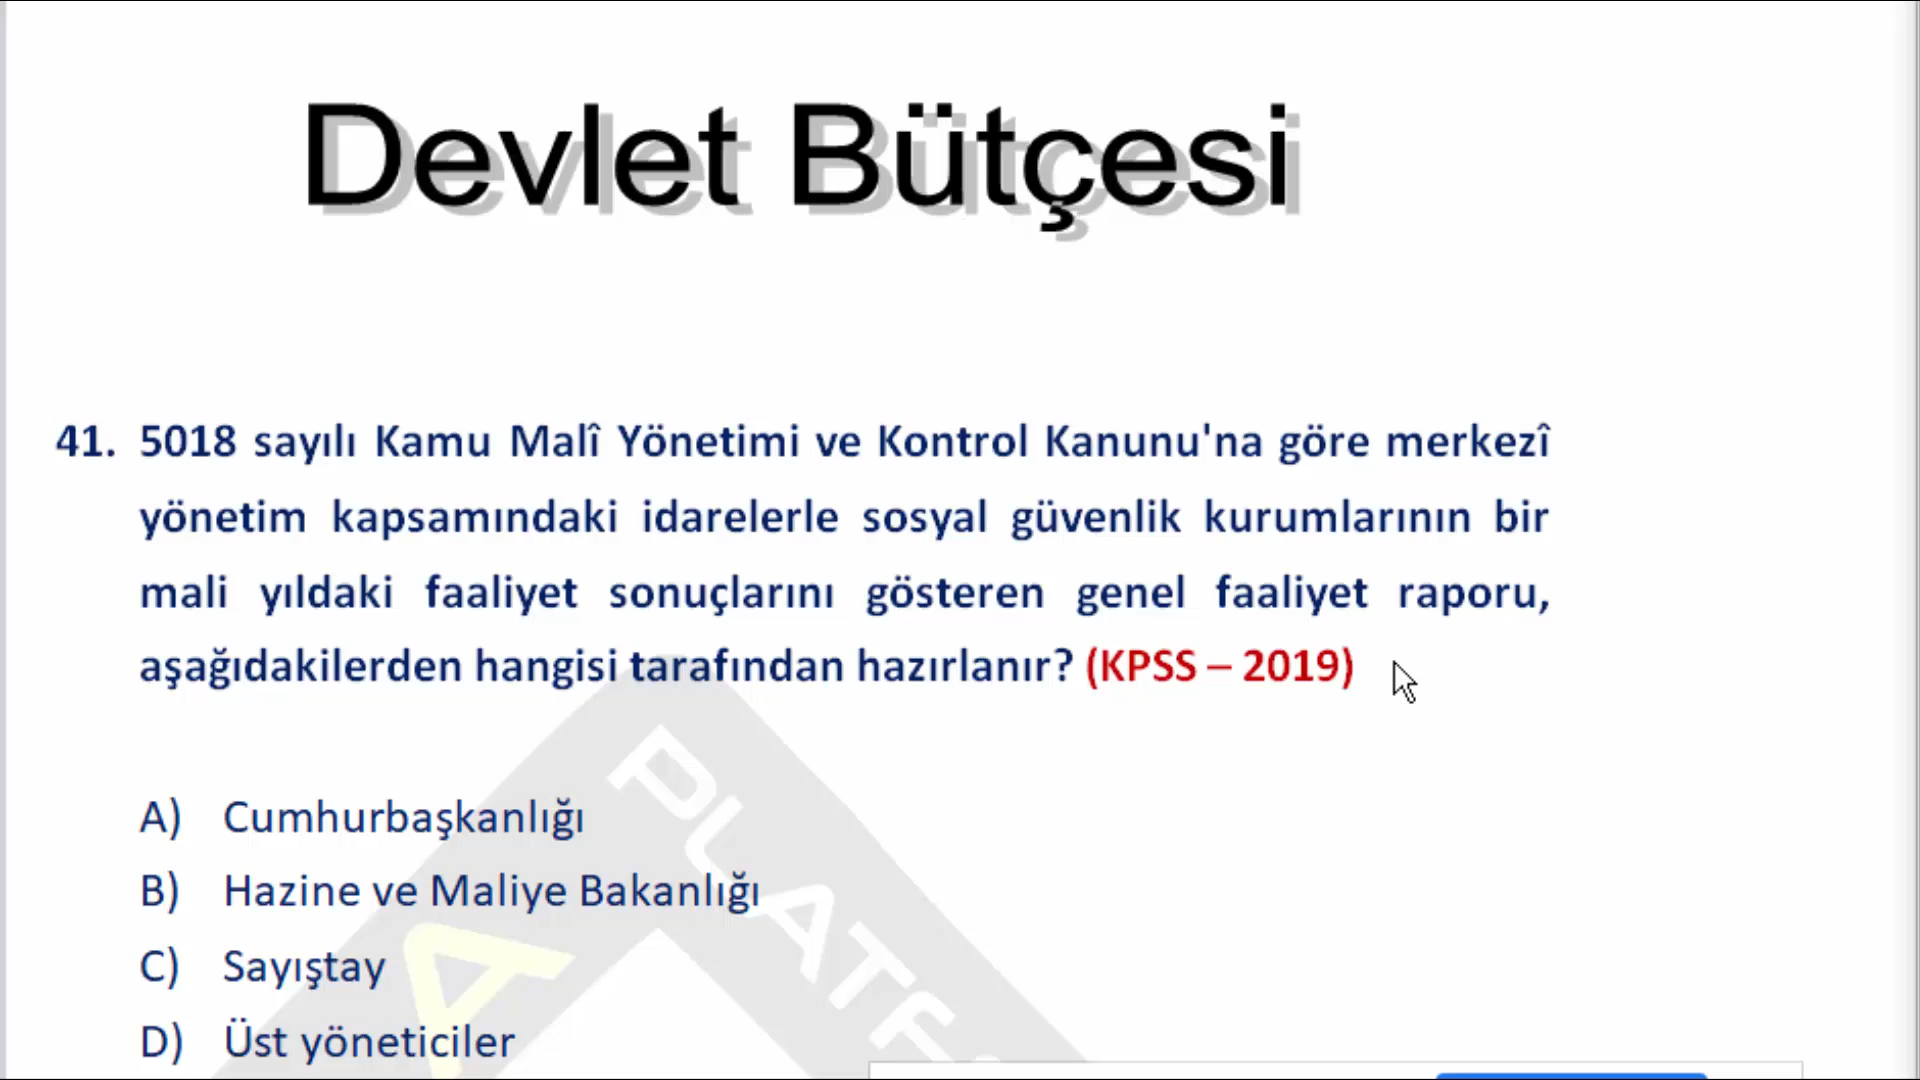 Devlet Bütçesi
41. 5018 sayılı Kamu Malî Yönetimi ve Kontrol Kanunu'na göre merkezî
yönetim kapsamındaki idarelerle sosyal güvenlik kurumlarının bir
mali yıldaki faaliyet sonuçlarını gösteren genel faaliyet raporu,
aşağıdakilerden hangisi tarafından hazırlanır? (KPSS – 2019)
A) Cumhurbaşkanlığı
B) Hazine ve Maliye Bakanlığı
C) Sayıştay
D) Üst yöneticiler